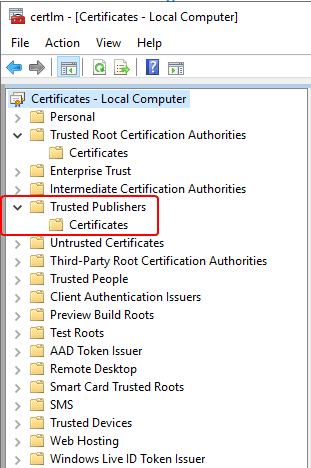 certlm - [Certificates - Local Computer]
File Action View Help
Certificates - Local Computer
Personal
Trusted Root Certification Authorities
Certificates
Enterprise Trust
Intermediate Certification Authorities
Trusted Publishers
Certificates
Untrusted Certificates
Third-Party Root Certification Authorities
Trusted People
Client Authentication Issuers
Preview Build Roots
Test Roots
AAD Token Issuer
Remote Desktop
Smart Card Trusted Roots
SMS
Trusted Devices
Web Hosting
Windows Live ID Token Issuer